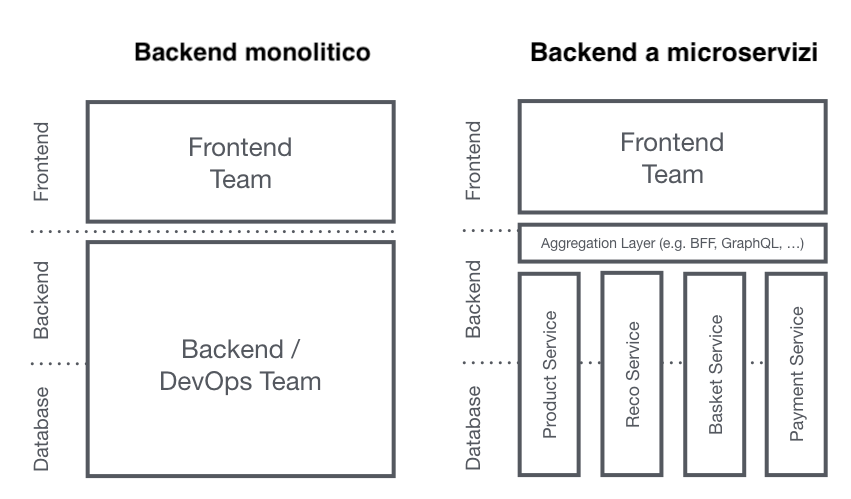 Backend monolitico
Frontend
Frontend
Team
Backend
Backend /
DevOps Team
Database
Backend a microservizi
Frontend
Frontend
Team
Aggregation Layer (e.g. BFF, GraphQL, …)
Backend
Database
Product Service
Reco Service
Basket Service
Payment Service